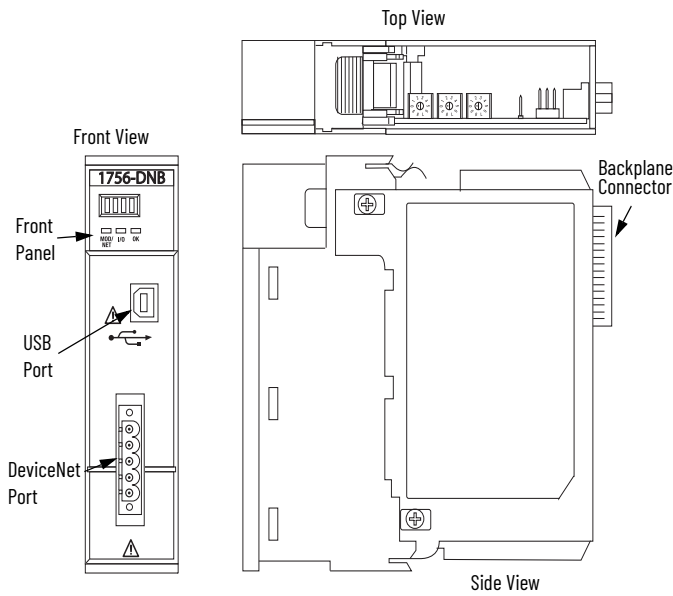 Top View
Front View
1756-DNB
MOD/
NET
I/O
OK
Front
Panel
USB
Port
DeviceNet
Port
Backplane
Connector
Side View